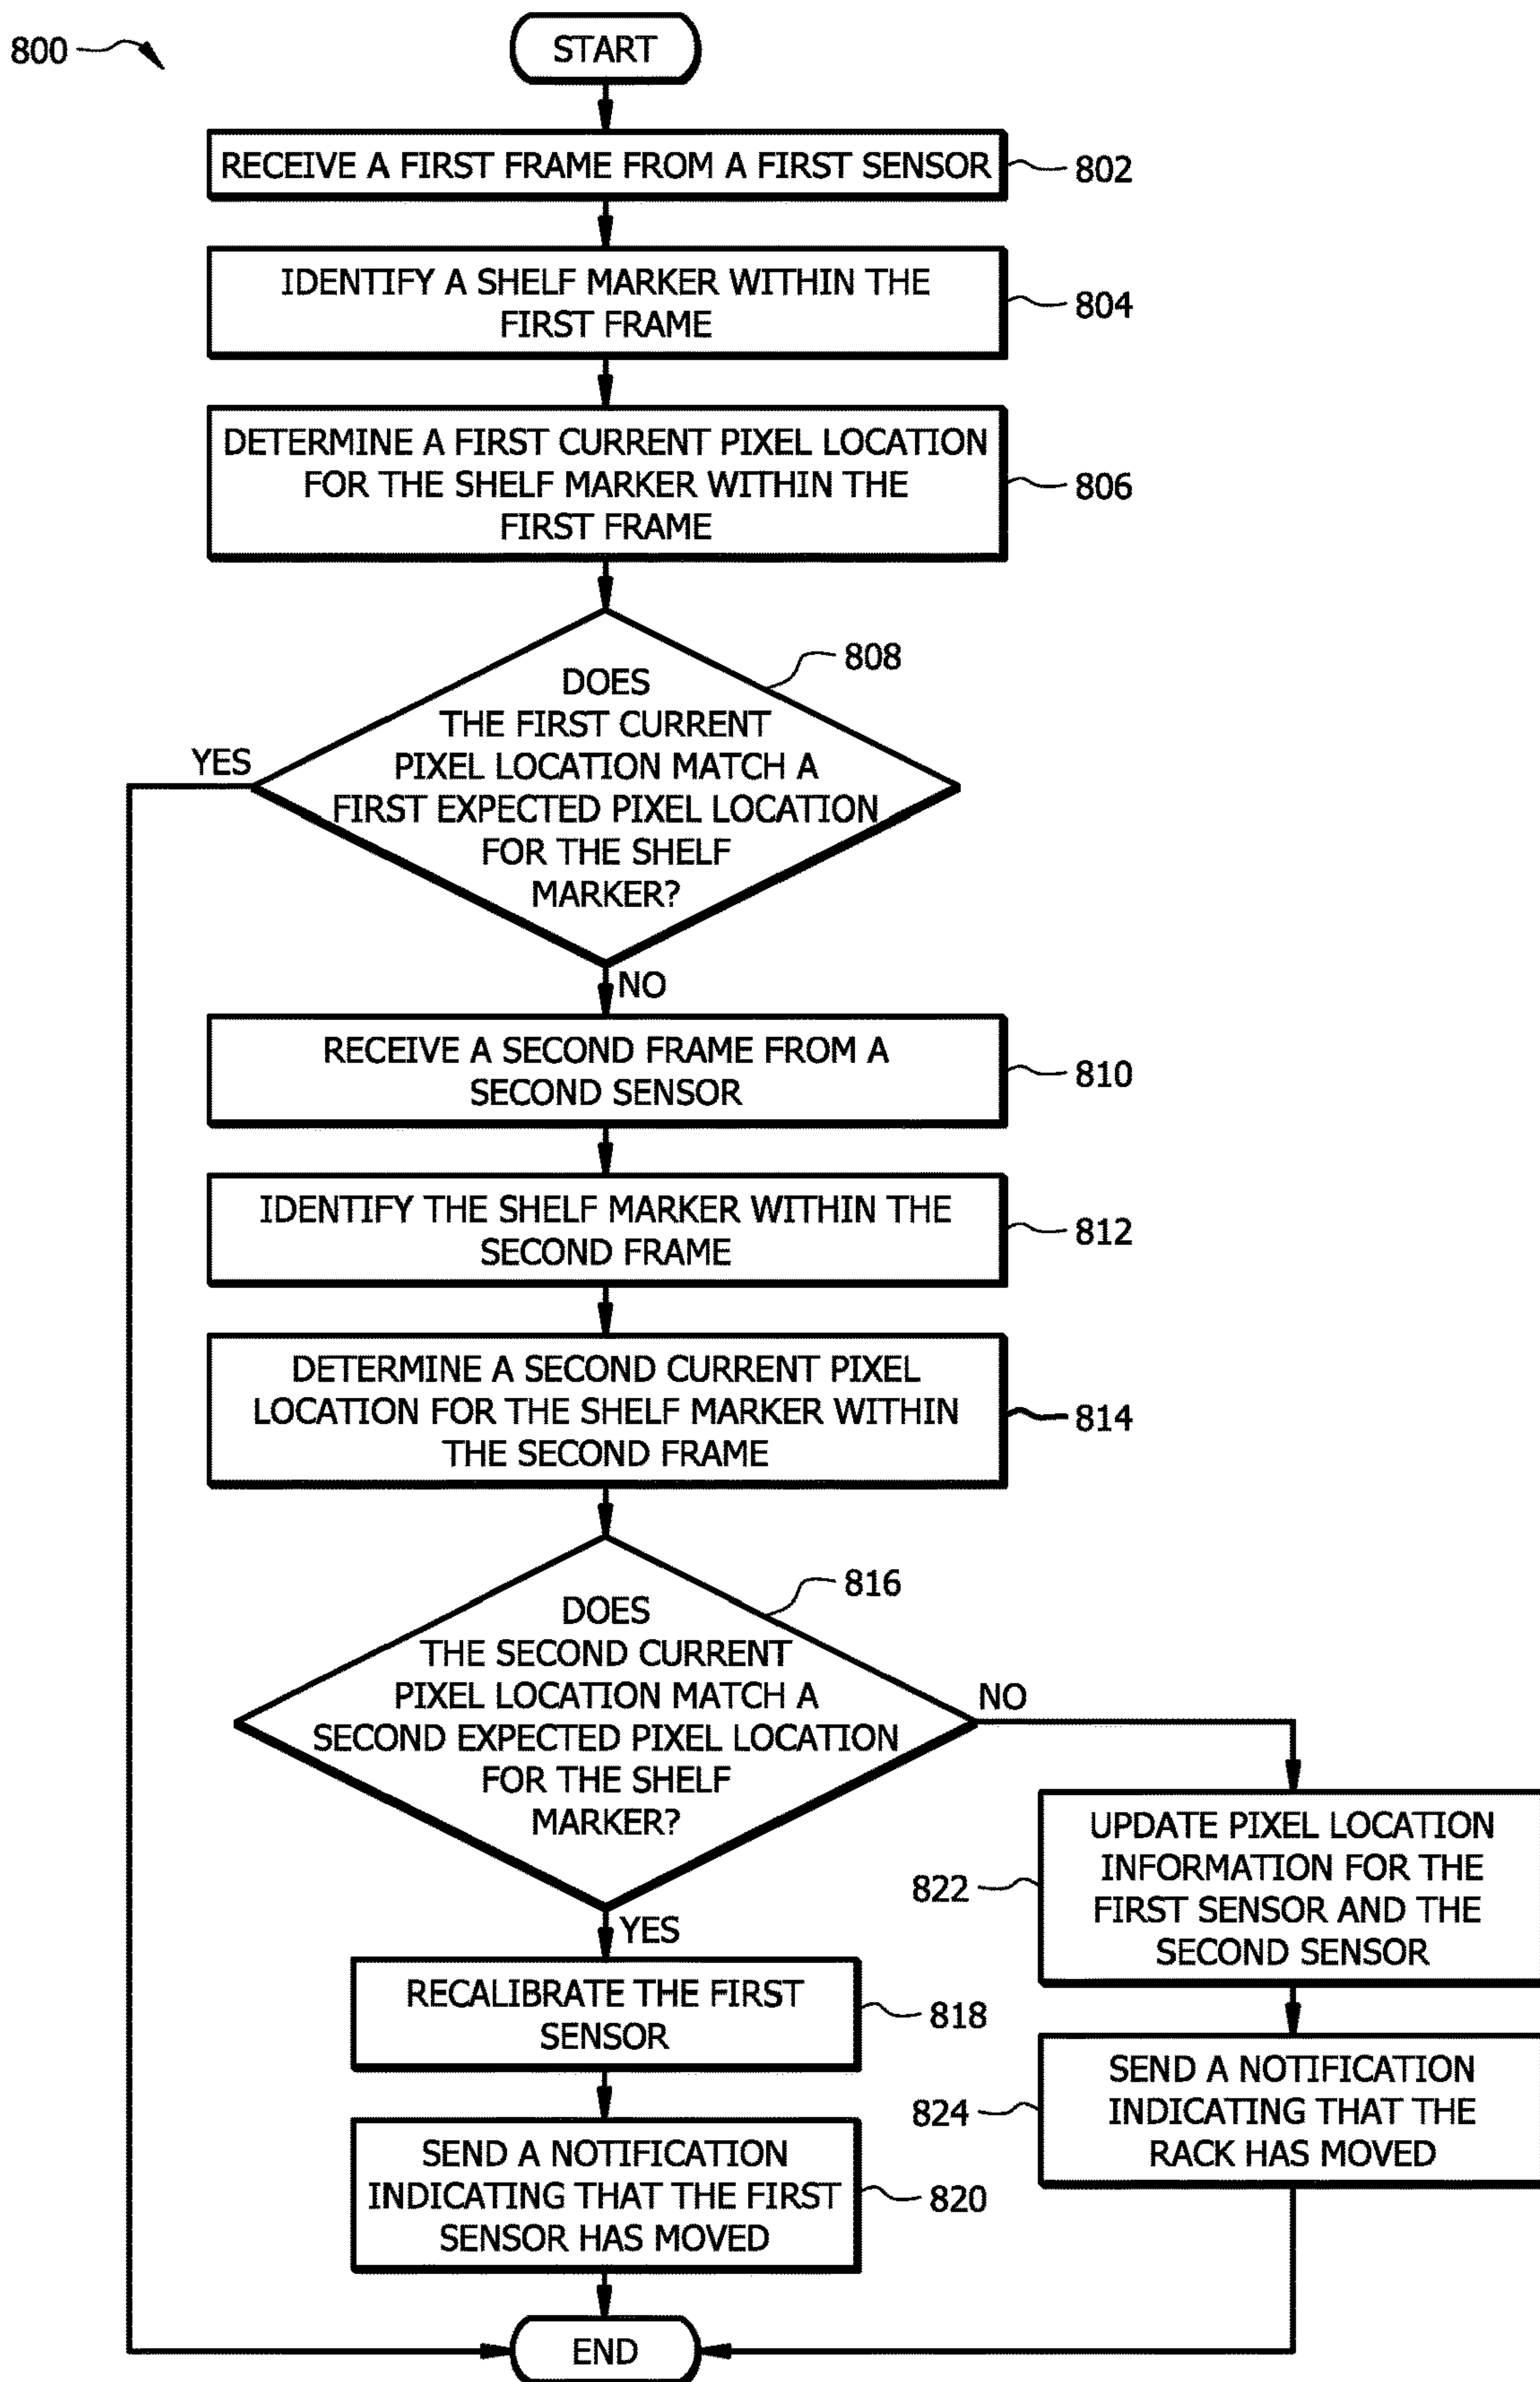 800
START
RECEIVE A FIRST FRAME FROM A FIRST SENSOR
802
IDENTIFY A SHELF MARKER WITHIN THE
FIRST FRAME
804
DETERMINE A FIRST CURRENT PIXEL LOCATION
FOR THE SHELF MARKER WITHIN THE
FIRST FRAME
806
808
DOES
THE FIRST CURRENT
PIXEL LOCATION MATCH A
FIRST EXPECTED PIXEL LOCATION
FOR THE SHELF
MARKER?
YES
NO
RECEIVE A SECOND FRAME FROM A
SECOND SENSOR
810
IDENTIFY THE SHELF MARKER WITHIN THE
SECOND FRAME
812
DETERMINE A SECOND CURRENT PIXEL
LOCATION FOR THE SHELF MARKER WITHIN
THE SECOND FRAME
814
816
DOES
THE SECOND CURRENT
PIXEL LOCATION MATCH A
SECOND EXPECTED PIXEL LOCATION
FOR THE SHELF
MARKER?
NO
YES
UPDATE PIXEL LOCATION
INFORMATION FOR THE
FIRST SENSOR AND THE
SECOND SENSOR
822
RECALIBRATE THE FIRST
SENSOR
818
SEND A NOTIFICATION
INDICATING THAT THE
RACK HAS MOVED
824
SEND A NOTIFICATION
INDICATING THAT THE FIRST
SENSOR HAS MOVED
820
END